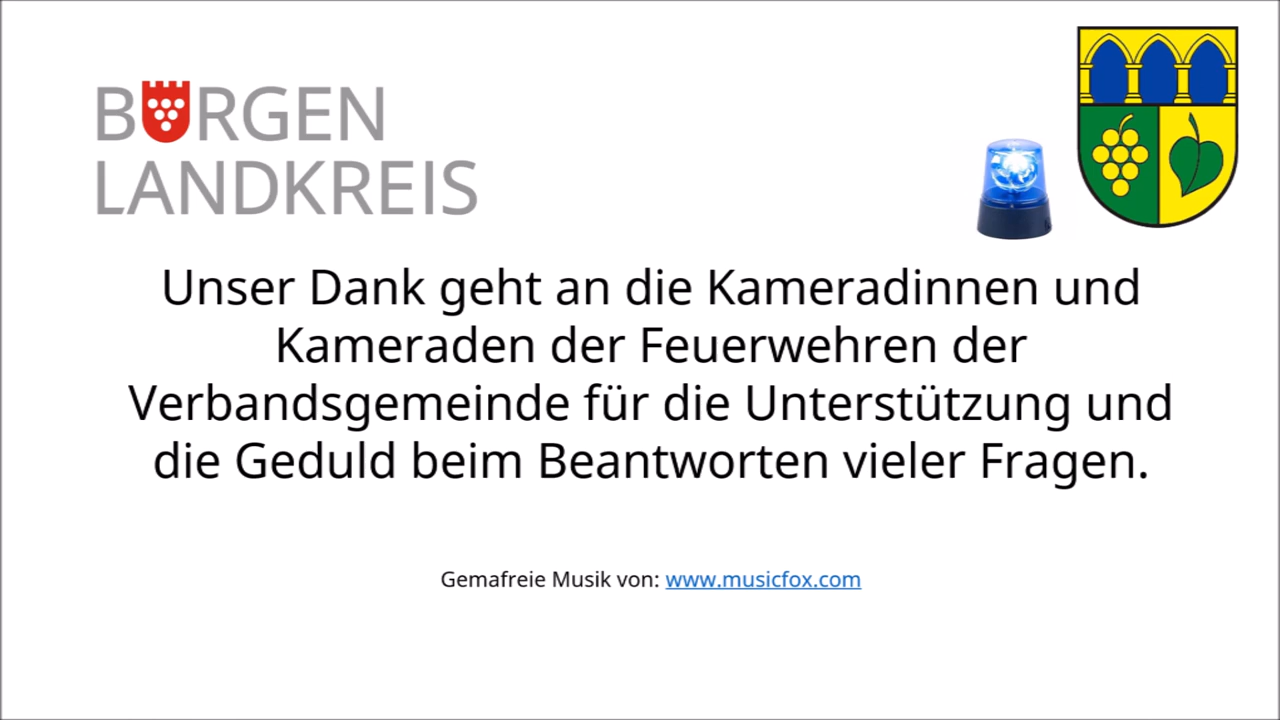 BURGEN
LANDKREIS
Unser Dank geht an die Kameradinnen und
Kameraden der Feuerwehren der
Verbandsgemeinde für die Unterstützung und
die Geduld beim Beantworten vieler Fragen.
Gemafreie Musik von: www.musicfox.com